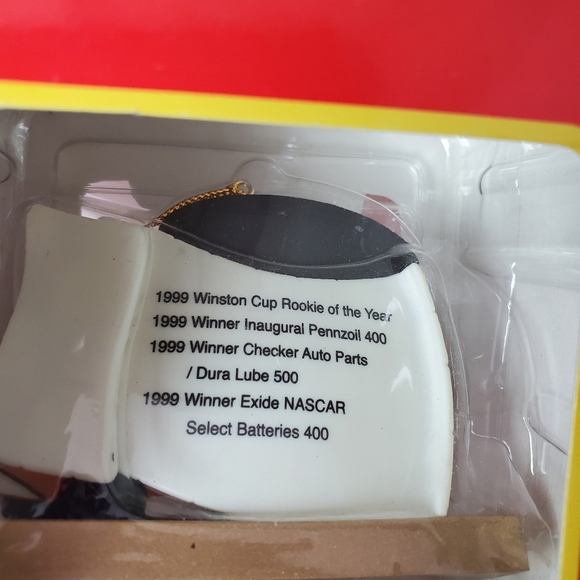 1999 Winston Cup Rookie of the Year
1999 Winner Inaugural Pennzoil 400
1999 Winner Checker Auto Parts
/ Dura Lube 500
1999 Winner Exide NASCAR
Select Batteries 400